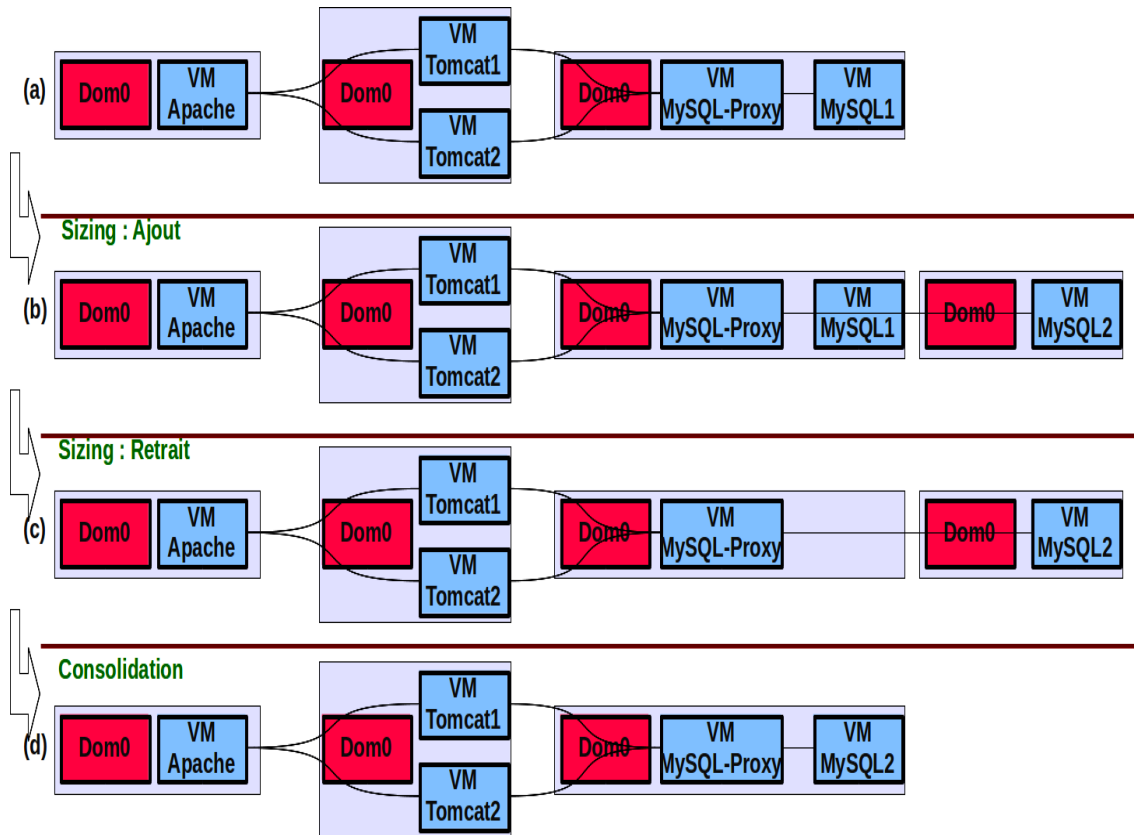 VM
Tomcat1
(a)
Dom0
VM
Apache
Dom0
Dom0
VM
MySQL-Proxy
VM
MySQL1
VM
Tomcat2
Sizing : Ajout
VM
Tomcat1
(b)
Dom0
VM
Apache
Dom0
Dom0
VM
MySQL-Proxy
VM
MySQL1
Dom0
VM
MySQL2
VM
Tomcat2
Sizing : Retrait
VM
Tomcat1
(c)
Dom0
VM
Apache
Dom0
Dom0
VM
MySQL-Proxy
Dom0
VM
MySQL2
VM
Tomcat2
Consolidation
VM
Tomcat1
(d)
Dom0
VM
Apache
Dom0
Dom0
VM
MySQL-Proxy
VM
MySQL2
VM
Tomcat2